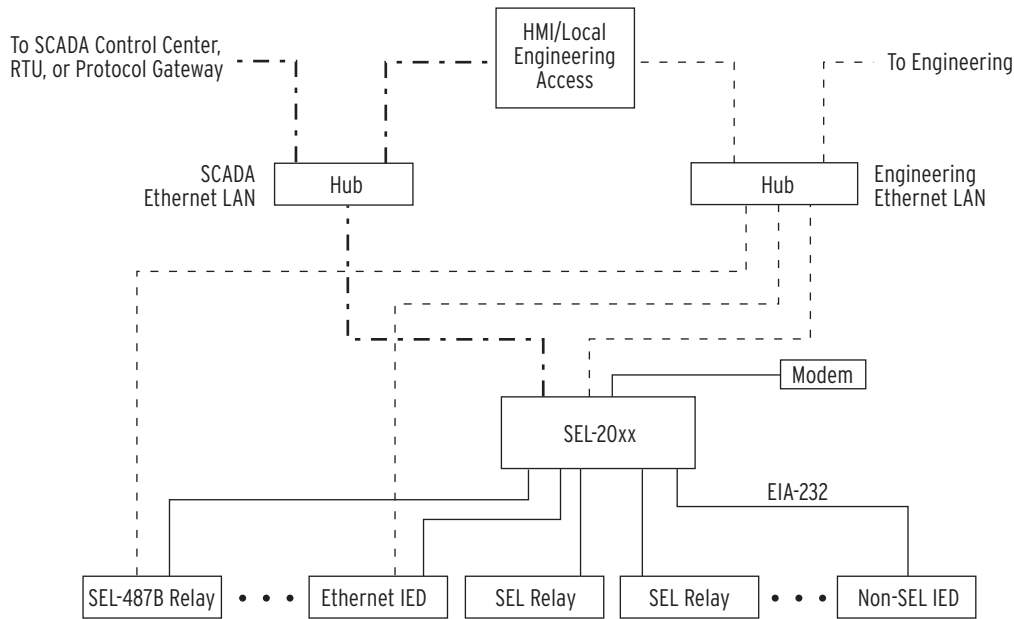 To SCADA Control Center,
RTU, or Protocol Gateway
HMI/Local
Engineering
Access
To Engineering
SCADA
Ethernet LAN
Hub
Hub
Engineering
Ethernet LAN
Modem
SEL-20xx
EIA-232
SEL-487B Relay
Ethernet IED
SEL Relay
SEL Relay
Non-SEL IED